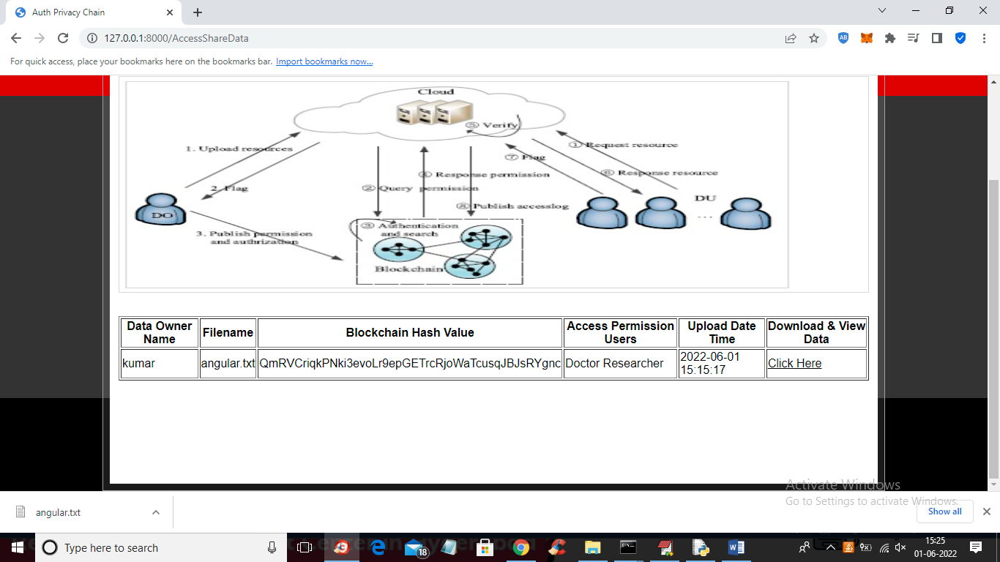 Auth Privacy Chain
127.0.0.1:8000/AccessShareData
For quick access, place your bookmarks here on the bookmarks bar. Import bookmarks now...
Cloud
⑤ Verify
1. Upload resources
① Request resource
⑦ Flag
④ Response permission
⑥ Response resource
2. Flag
② Query permission
DU
⑧ Publish accesslog
...
DO
③ Authentication
and search
3. Publish permission
and authrization
Blockchain
Data Owner Name
Filename
Blockchain Hash Value
Access Permission Users
Upload Date Time
Download & View Data
kumar
angular.txt
QmRVCriqkPNki3evoLr9epGETrcRjoWaTcusqJBJsRYgnc
Doctor Researcher
2022-06-01
15:15:17
Click Here
Activate Windows
Go to Settings to activate Windows.
angular.txt
Show all
Type here to search
18
15:25
01-06-2022